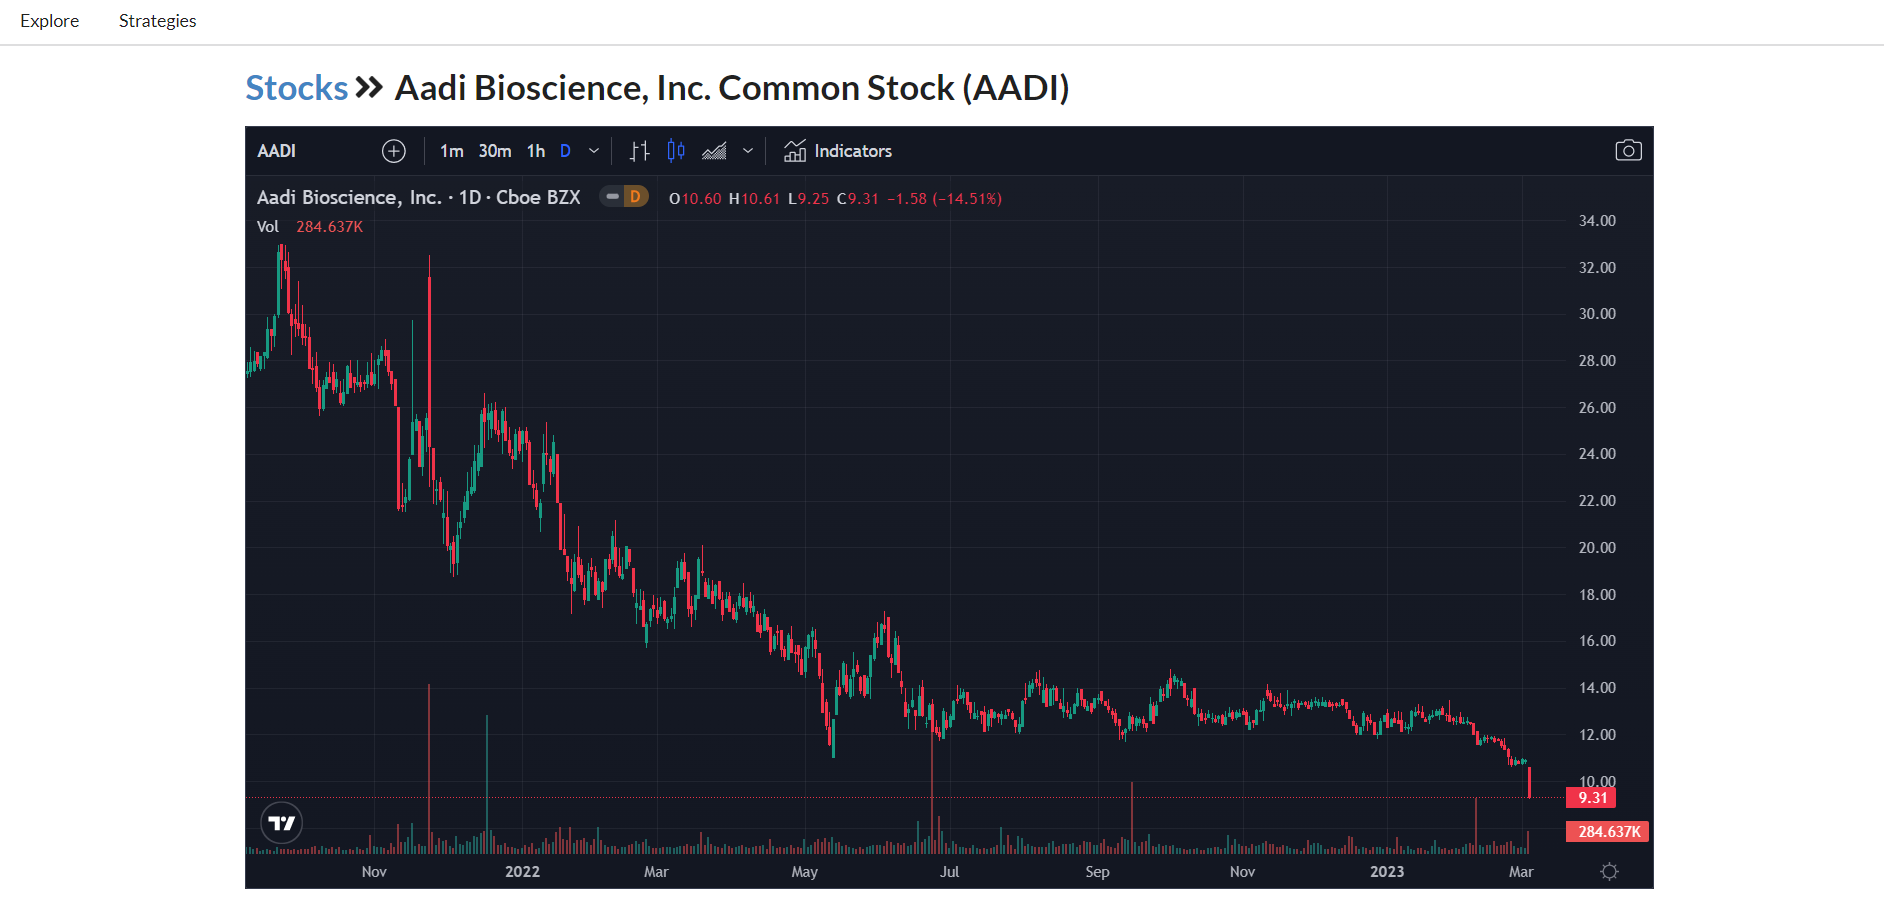 Explore Strategies
Stocks » Aadi Bioscience, Inc. Common Stock (AADI)
AADI 1m 30m 1h D Indicators
Aadi Bioscience, Inc. · 1D · Cboe BZX D O10.60 H10.61 L9.25 C9.31 −1.58 (−14.51%)
Vol 284.637K
34.00
32.00
30.00
28.00
26.00
24.00
22.00
20.00
18.00
16.00
14.00
12.00
10.00
9.31
284.637K
Nov 2022 Mar May Jul Sep Nov 2023 Mar